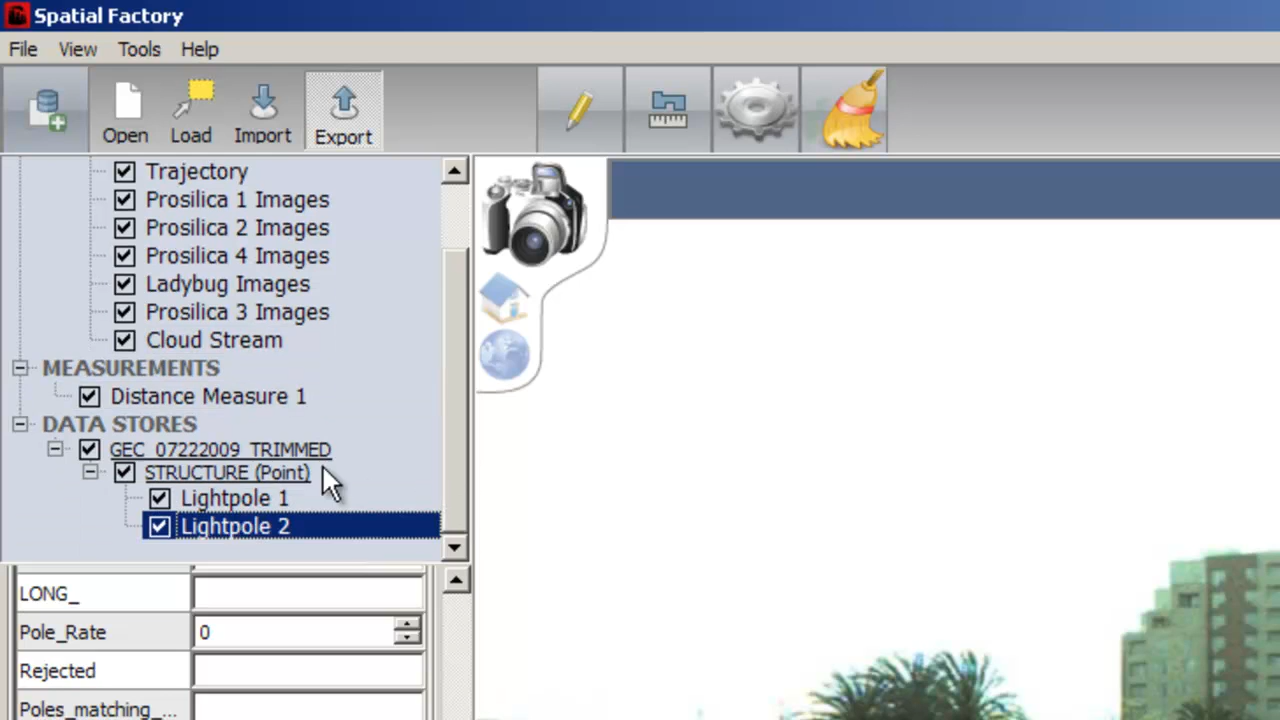 Spatial Factory
File View Tools Help
Open Load Import Export
Trajectory
Prosilica 1 Images
Prosilica 2 Images
Prosilica 4 Images
Ladybug Images
Prosilica 3 Images
Cloud Stream
MEASUREMENTS
Distance Measure 1
DATA STORES
GEC_07222009_TRIMMED
STRUCTURE (Point)
Lightpole 1
Lightpole 2
LONG_
Pole_Rate 0
Rejected
Poles_matching_...